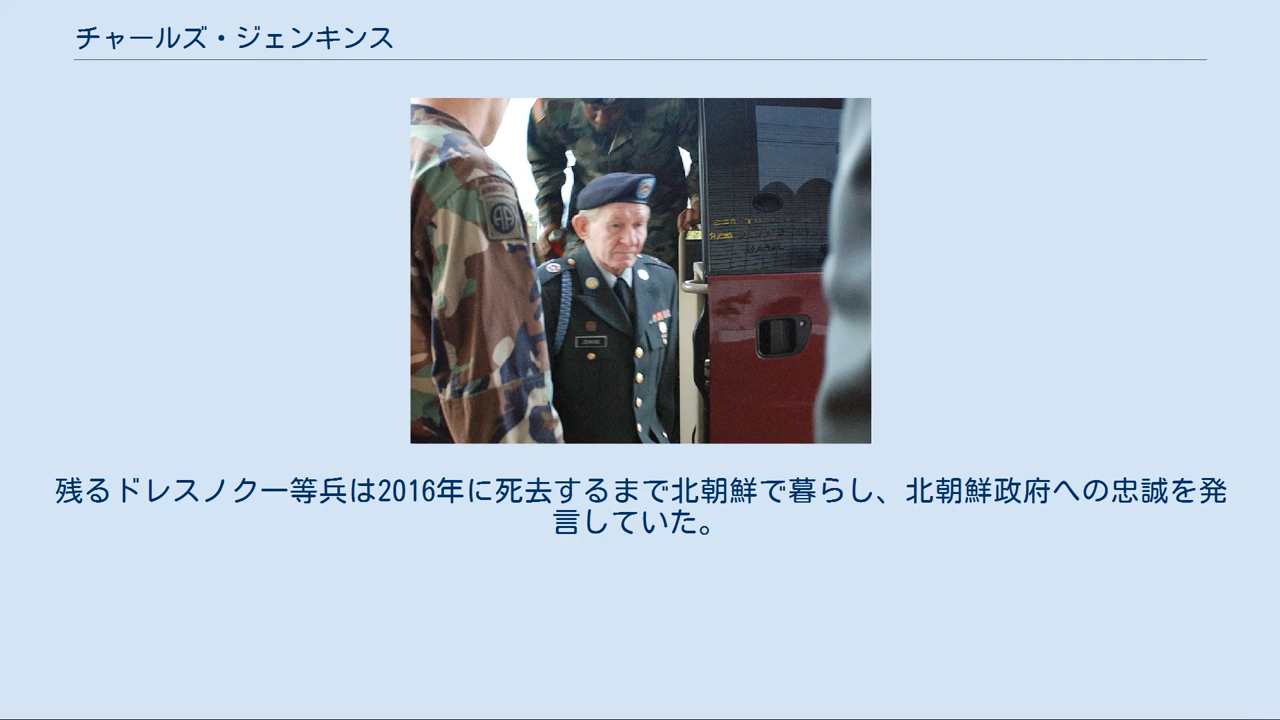 チャールズ・ジェンキンス
残るドレスノク一等兵は2016年に死去するまで北朝鮮で暮らし、北朝鮮政府への忠誠を発
言していた。